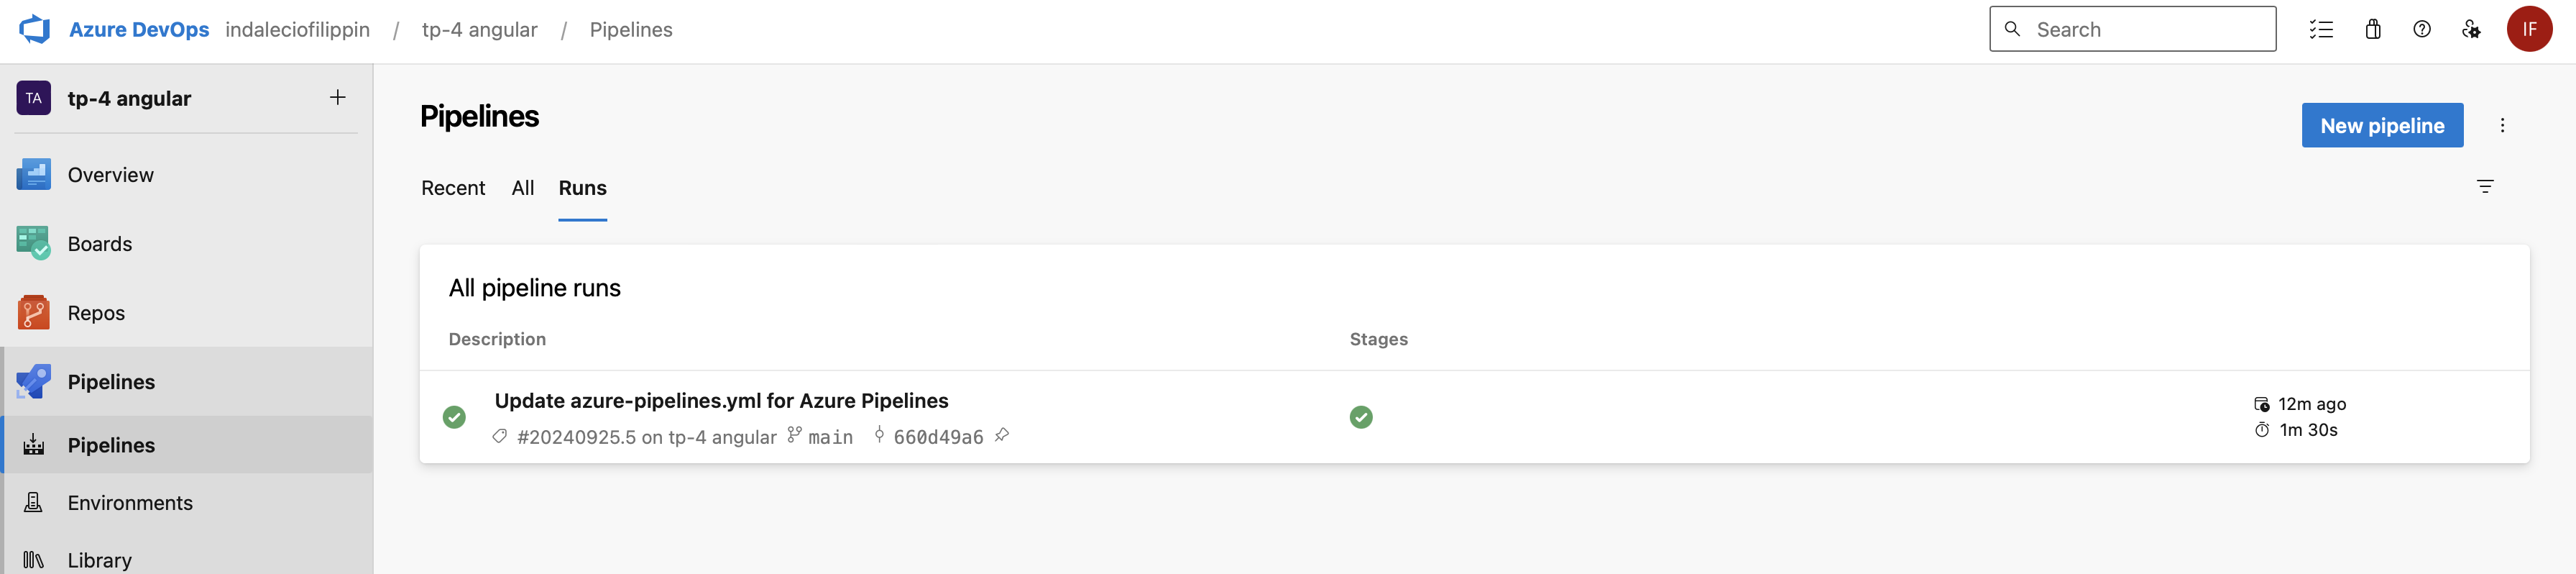 Azure DevOps indaleciofilippin / tp-4 angular / Pipelines
Search
IF
TA tp-4 angular
Overview
Boards
Repos
Pipelines
Pipelines
Environments
Library
Pipelines
New pipeline
Recent All Runs
All pipeline runs
Description Stages
Update azure-pipelines.yml for Azure Pipelines
#20240925.5 on tp-4 angular main 660d49a6
12m ago
1m 30s